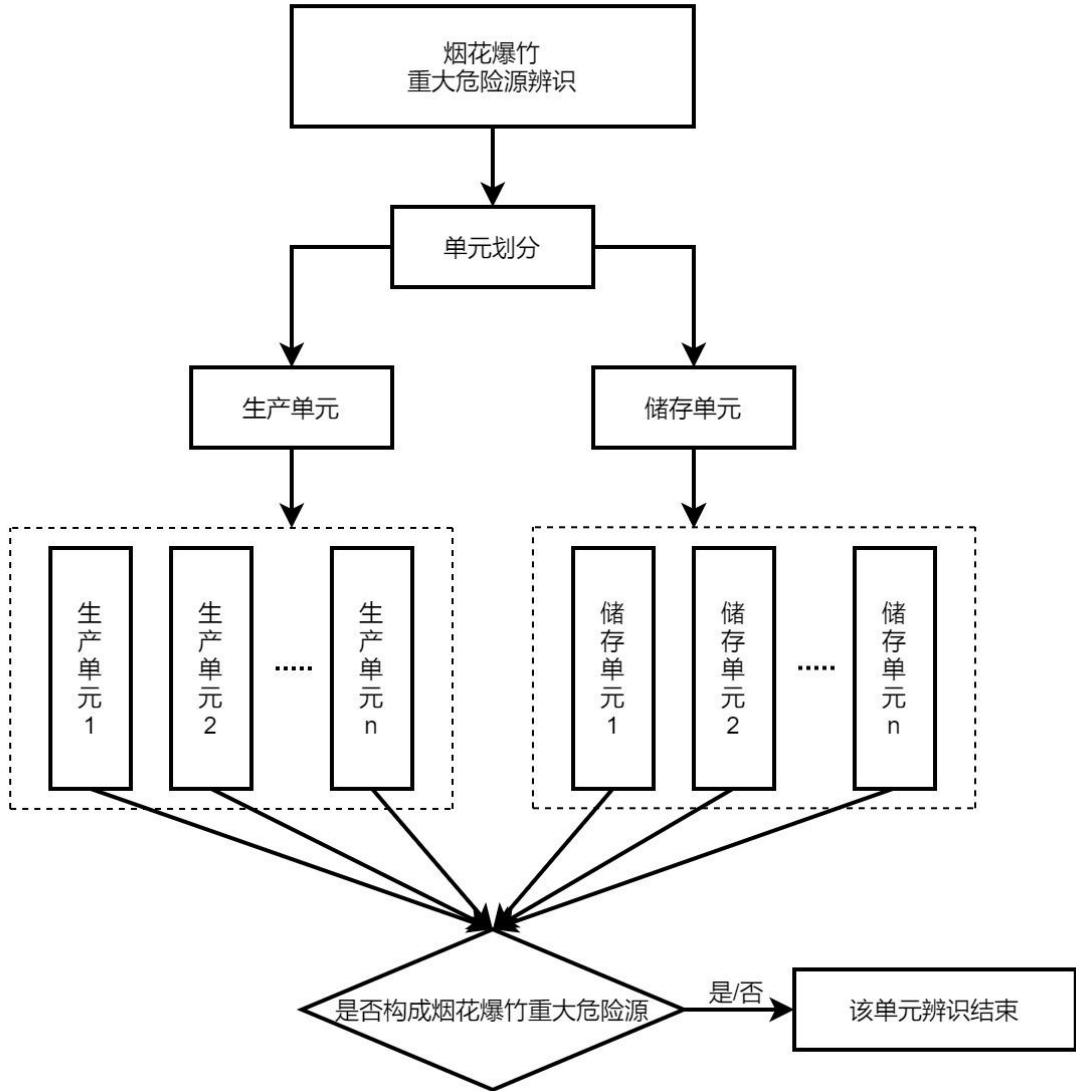 烟花爆竹
重大危险源辨识
单元划分
生产单元
储存单元
生产单元1
生产单元2
……
生产单元n
储存单元1
储存单元2
……
储存单元n
是否构成烟花爆竹重大危险源
是/否
该单元辨识结束